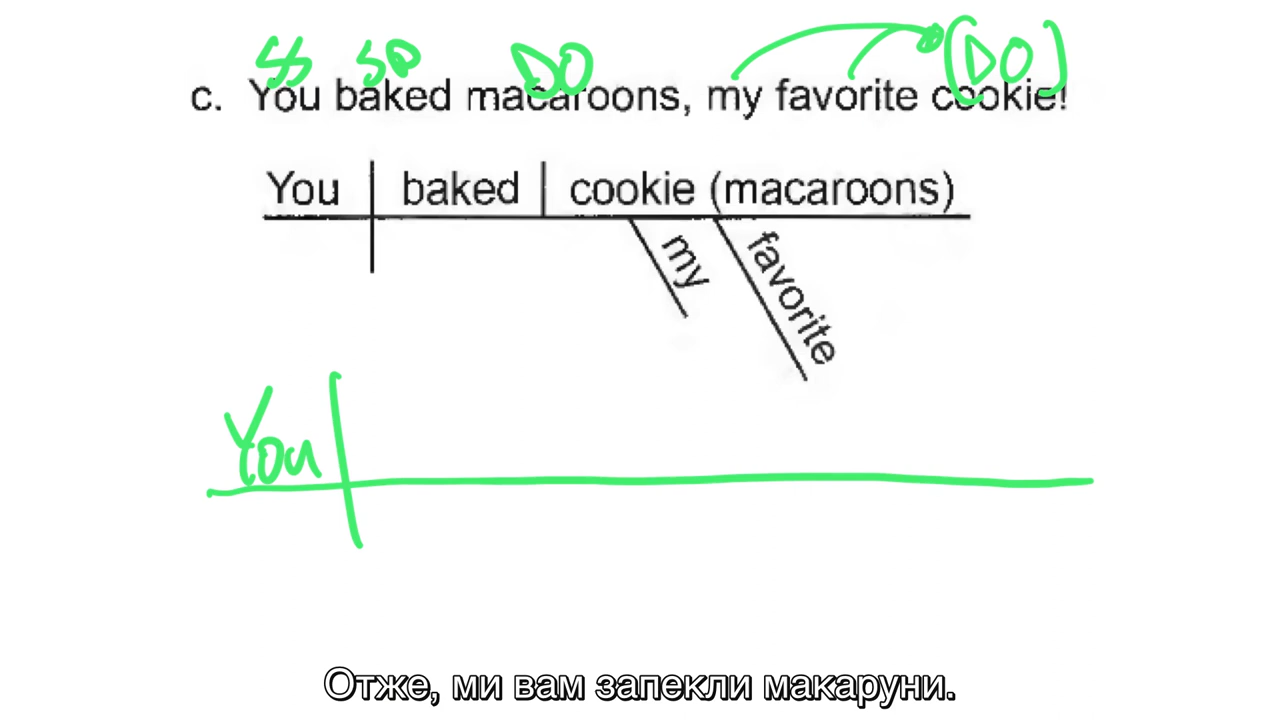 SS SP DO (DO)
c. You baked macaroons, my favorite cookie!
You baked cookie (macaroons)
my favorite
You
Отже, ми вам запекли макаруни.